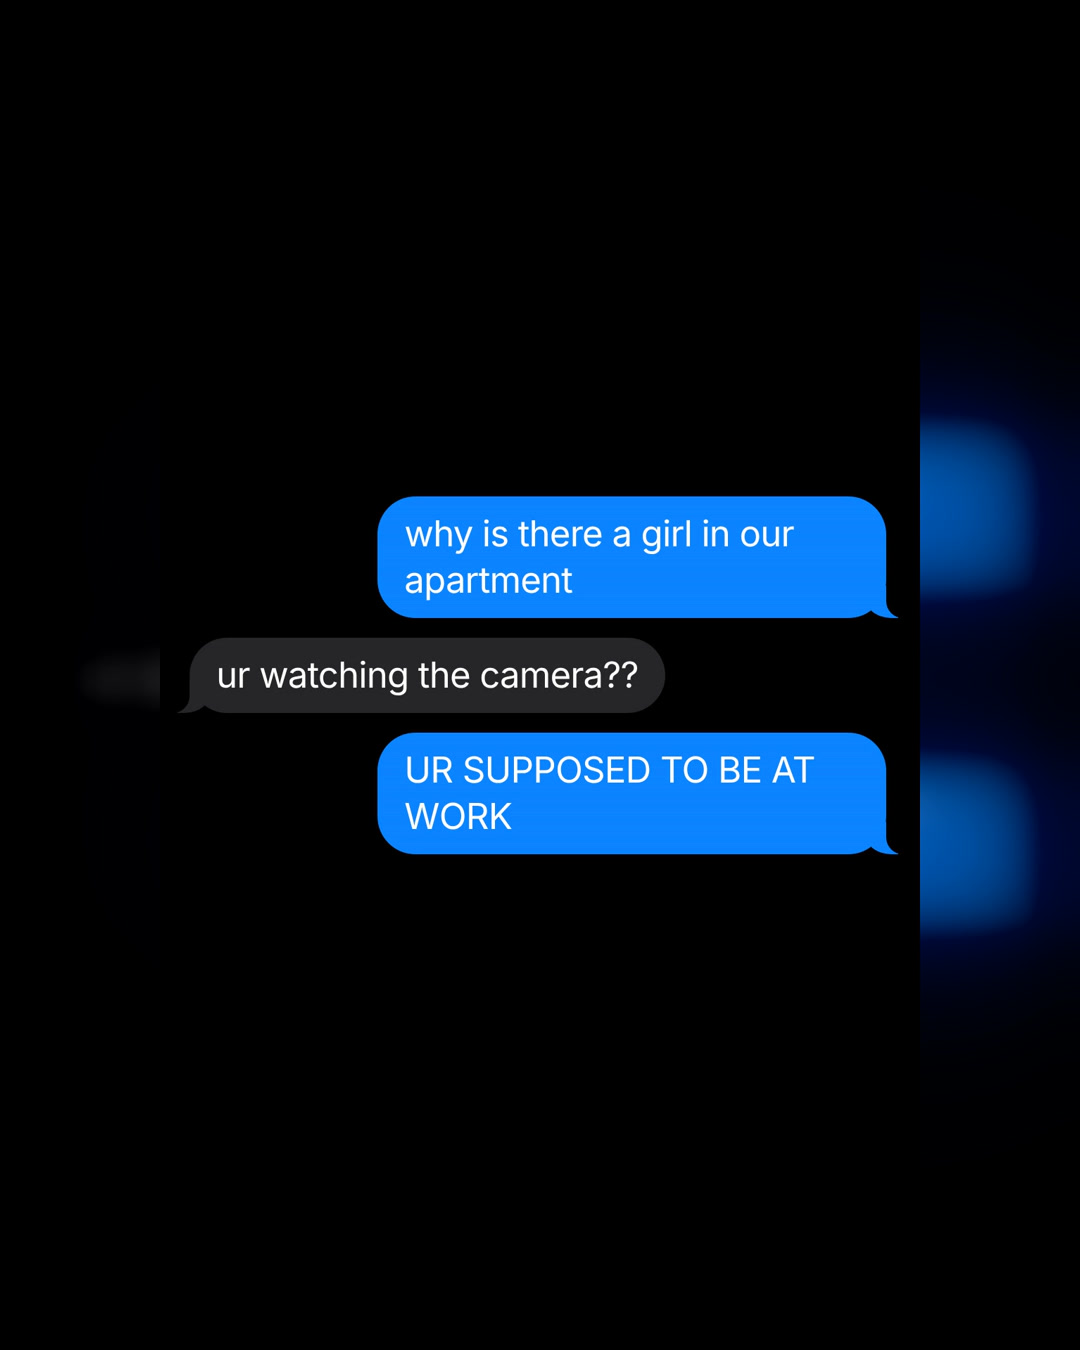 why is there a girl in our
apartment
ur watching the camera??
UR SUPPOSED TO BE AT
WORK